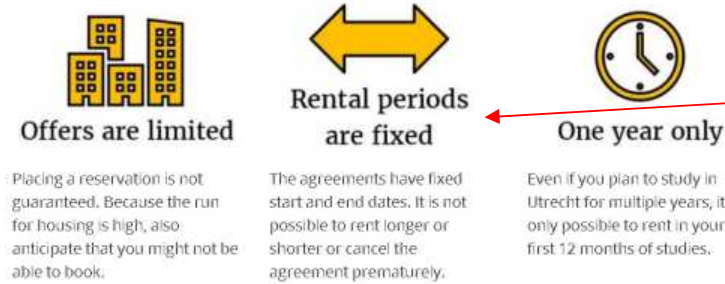 Offers are limited
Placing a reservation is not
guaranteed. Because the run
for housing is high, also
anticipate that you might not be
able to book.
Rental periods
are fixed
The agreements have fixed
start and end dates. It is not
possible to rent longer or
shorter or cancel the
agreement prematurely.
One year only
Even if you plan to study in
Utrecht for multiple years, it
only possible to rent in your
first 12 months of studies.